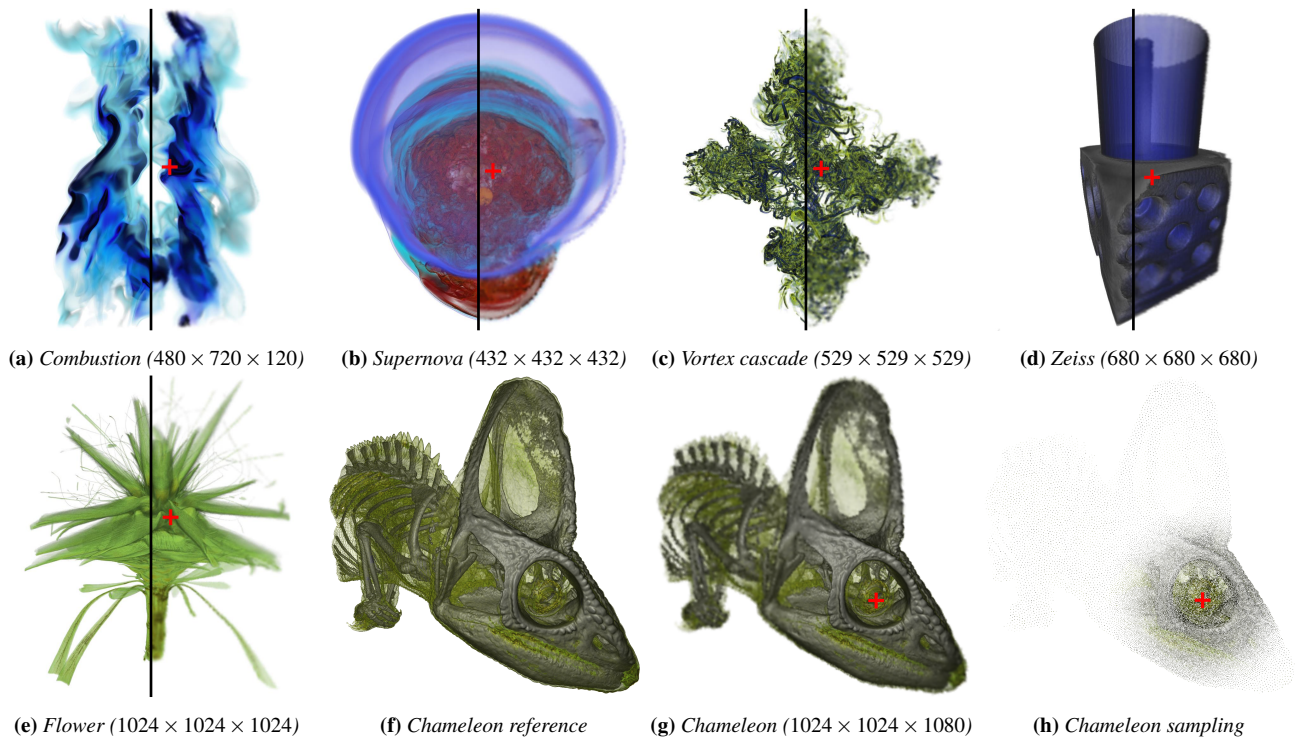 (a) Combustion (480 × 720 × 120)
(b) Supernova (432 × 432 × 432)
(c) Vortex cascade (529 × 529 × 529)
(d) Zeiss (680 × 680 × 680)
(e) Flower (1024 × 1024 × 1024)
(f) Chameleon reference
(g) Chameleon (1024 × 1024 × 1080)
(h) Chameleon sampling